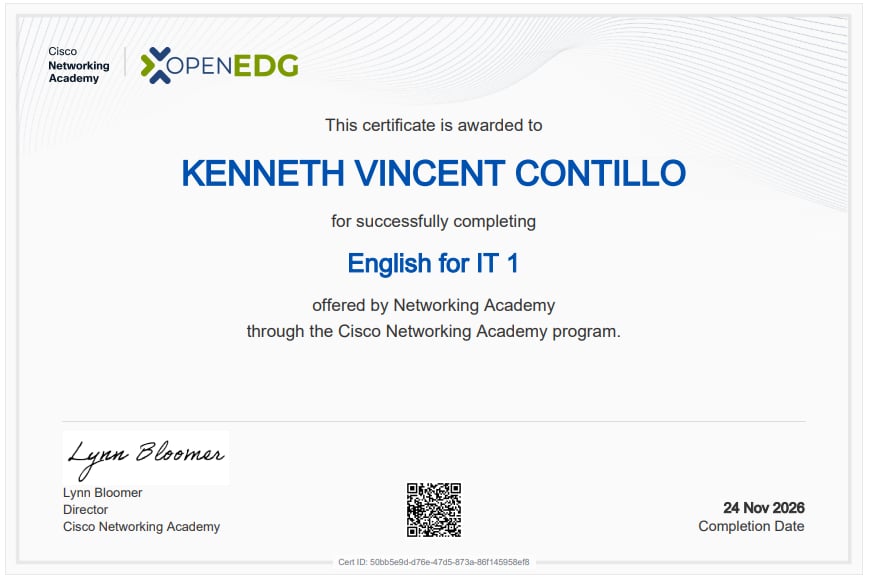 Cisco
Networking
Academy
OPENEDG
This certificate is awarded to
KENNETH VINCENT CONTILLO
for successfully completing
English for IT 1
offered by Networking Academy
through the Cisco Networking Academy program.
Lynn Bloomer
Lynn Bloomer
Director
Cisco Networking Academy
24 Nov 2026
Completion Date
Cert ID: 50bb5e9d-d76e-47d5-873a-86f145958ef8